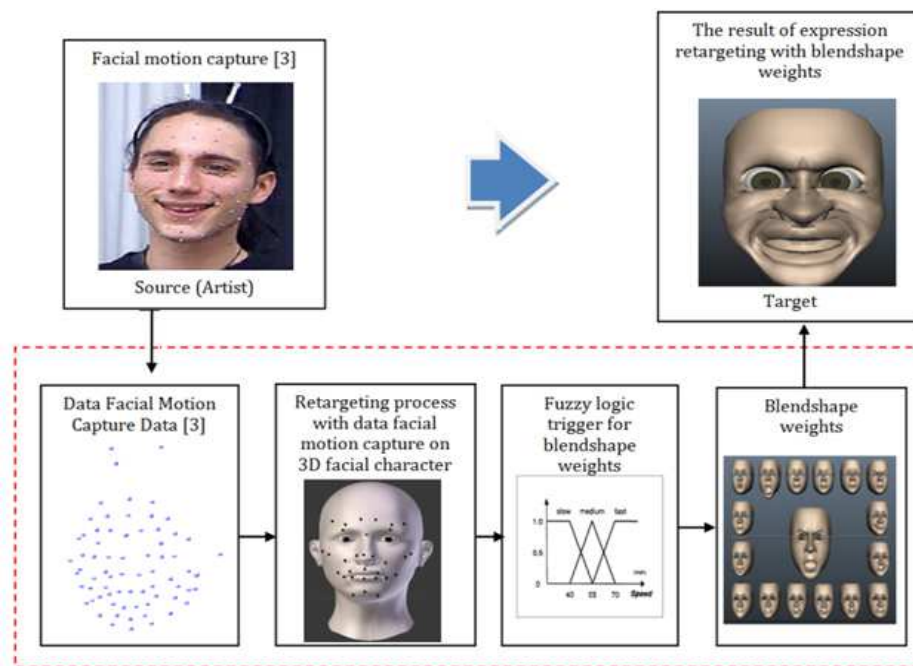 Facial motion capture [3]
Source (Artist)
The result of expression
retargeting with blendshape
weights
Target
Data Facial Motion
Capture Data [3]
Retargeting process
with data facial
motion capture on
3D facial character
Fuzzy logic
trigger for
blendshape
weights
slow medium fast
1.0
0.5
0
40 55 70 Speed
Blendshape
weights